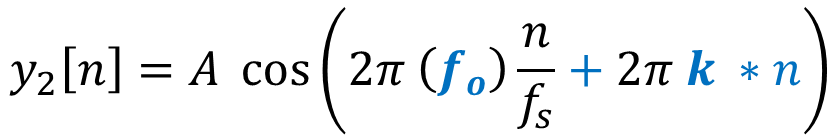 y₂[n] = A cos(2π (fₒ) n/fₛ + 2π k * n)